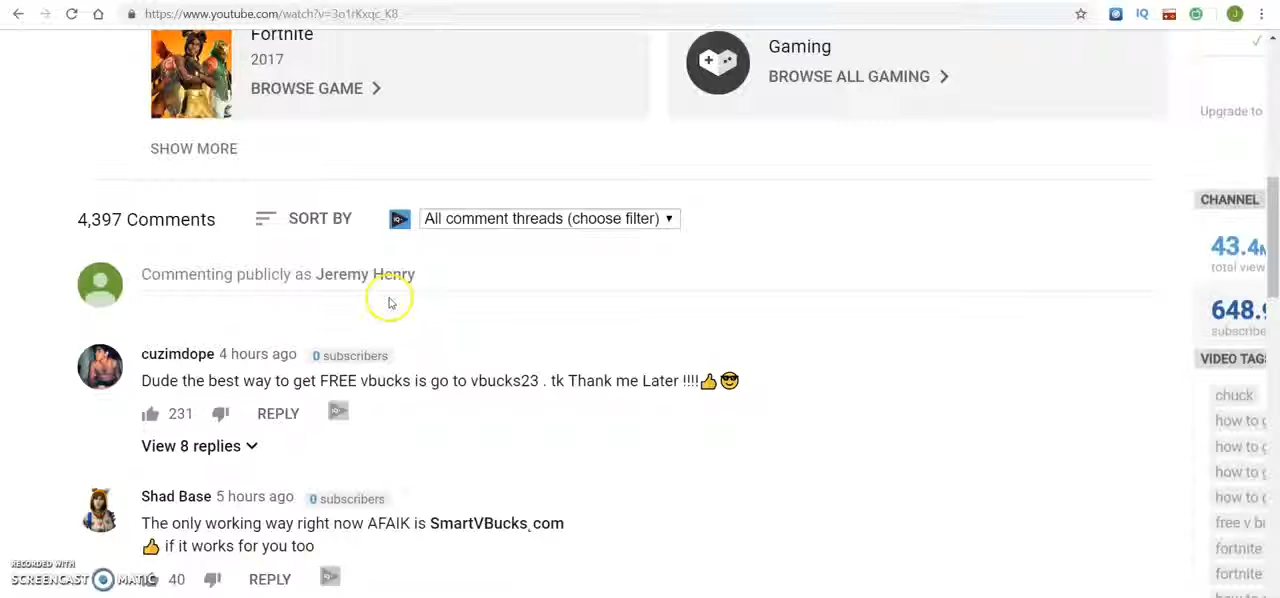 https://www.youtube.com/watch?v=3o1rKxqc_K8
IQ
J
Fortnite
2017
BROWSE GAME
Gaming
BROWSE ALL GAMING
Upgrade to
SHOW MORE
CHANNEL
4,397 Comments
SORT BY
All comment threads (choose filter)
43.4
total view
Commenting publicly as Jeremy Henry
648.9
subscribe
cuzimdope 4 hours ago 0 subscribers
VIDEO TAG
Dude the best way to get FREE vbucks is go to vbucks23 . tk Thank me Later !!!!👍😎
chuck
231
REPLY
how to g
View 8 replies
how to g
how to g
Shad Base 5 hours ago 0 subscribers
how to g
The only working way right now AFAIK is SmartVBucks˛com
free v b
👍 if it works for you too
fortnite
RECORDED WITH
SCREENCAST MATIC
40
REPLY
fortnite